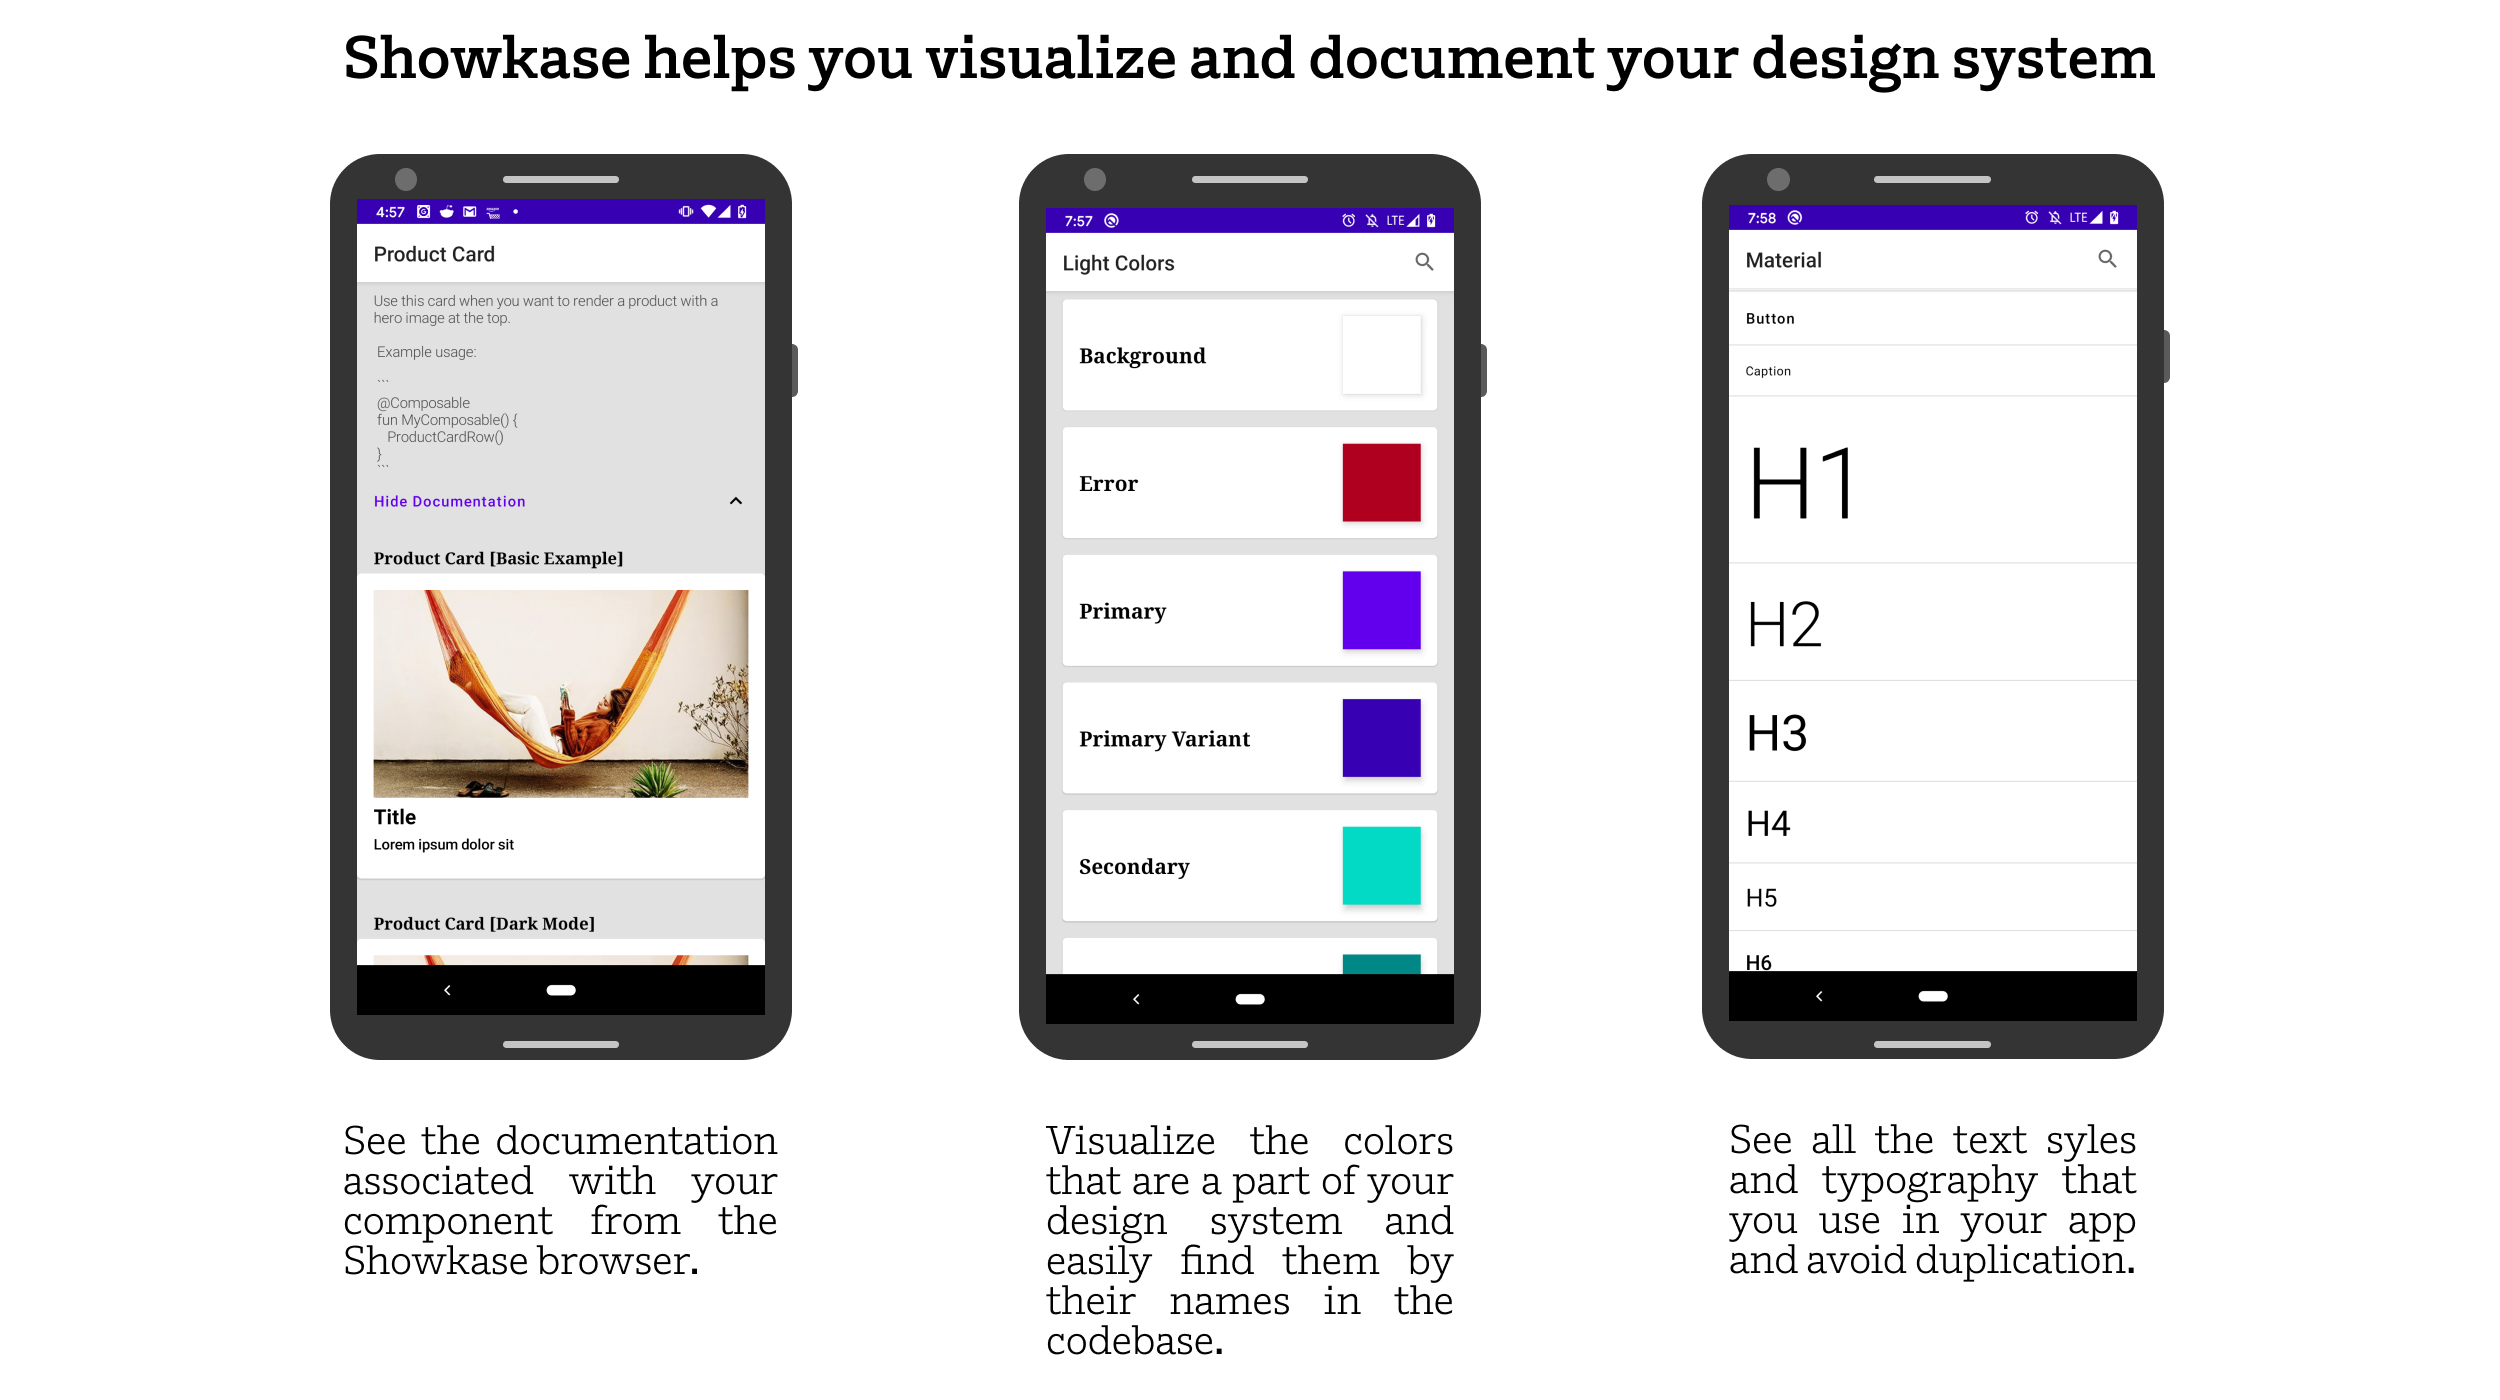 Showkase helps you visualize and document your design system
4:57
Product Card
Use this card when you want to render a product with a
hero image at the top.
Example usage:
```
@Composable
fun MyComposable() {
ProductCardRow()
}
```
Hide Documentation
Product Card [Basic Example]
Title
Lorem ipsum dolor sit
Product Card [Dark Mode]
See the documentation
associated with your
component from the
Showkase browser.
7:57
LTE
Light Colors
Background
Error
Primary
Primary Variant
Secondary
Visualize the colors
that are a part of your
design system and
easily find them by
their names in the
codebase.
7:58
LTE
Material
Button
Caption
H1
H2
H3
H4
H5
H6
See all the text syles
and typography that
you use in your app
and avoid duplication.